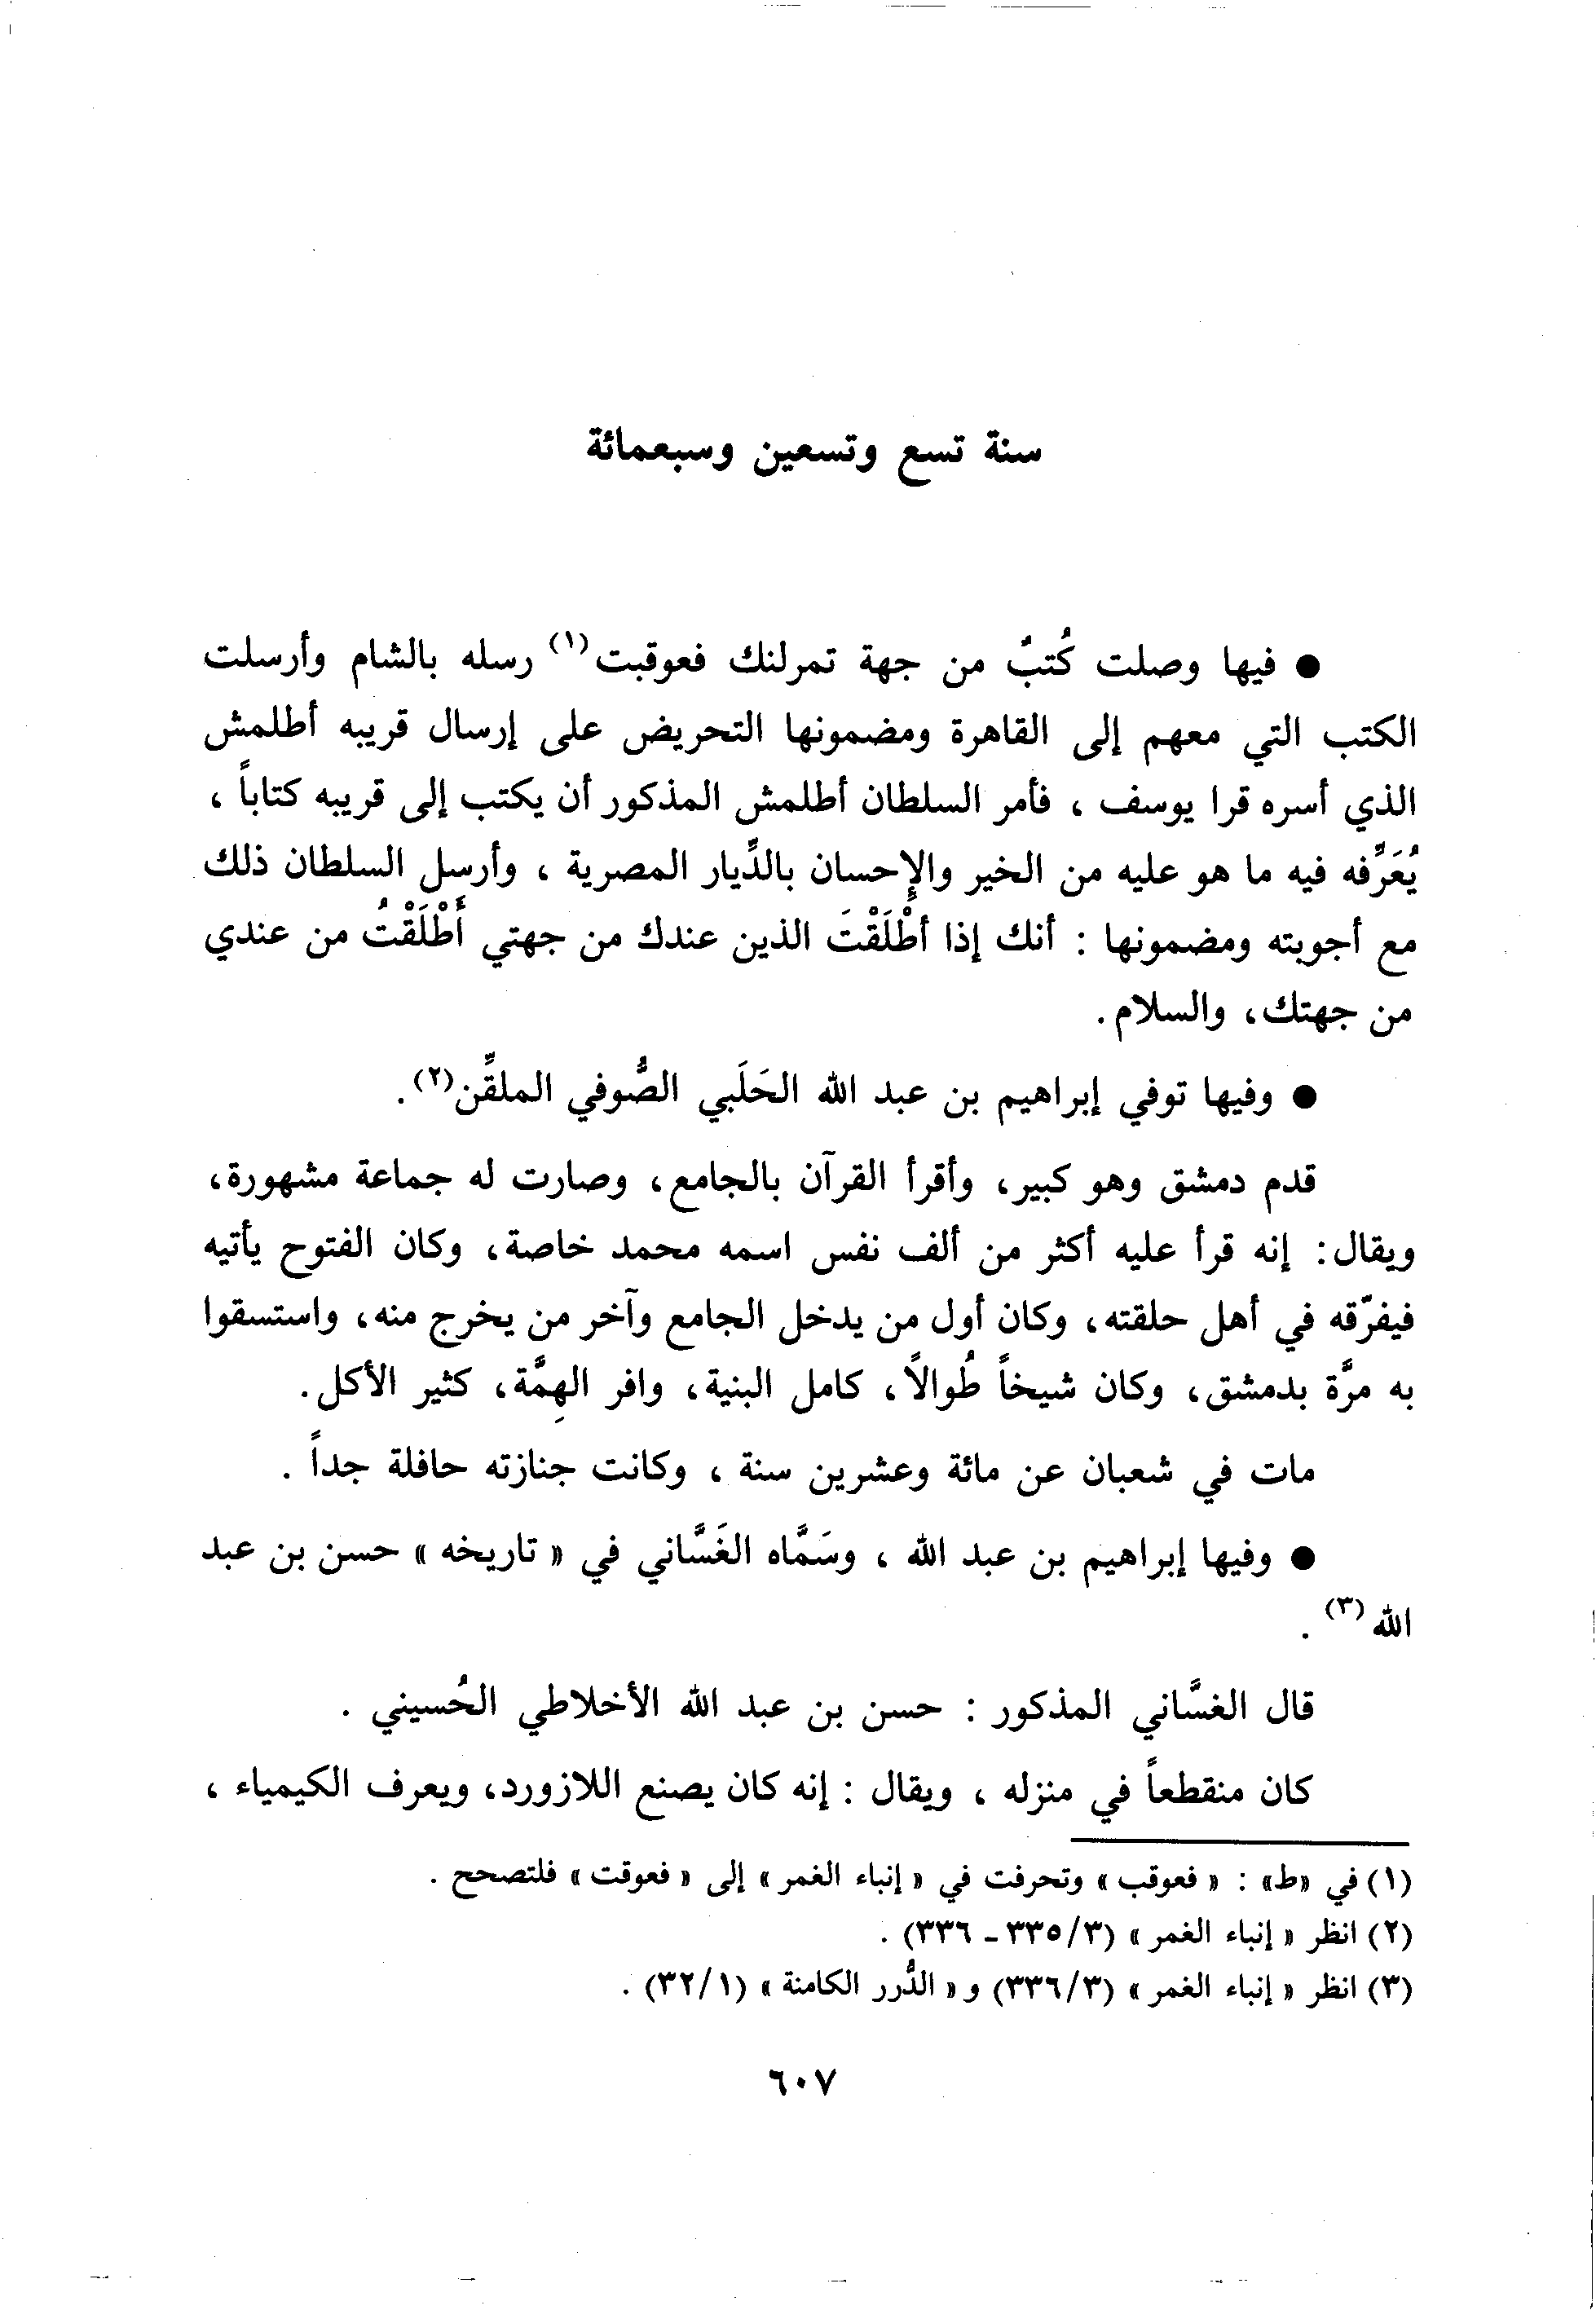 سنة تسع وتسعين وسبعمائة
● فيها وصلت كُتبٌ من جهة تمرلنك فعوقبت(١) رسله بالشام وأرسلت
الكتب التي معهم إلى القاهرة ومضمونها التحريض على إرسال قريبه أطلمش
الذي أسره قرا يوسف ، فأمر السلطان أطلمش المذكور أن يكتب إلى قريبه كتاباً ،
يُعَرِّفه فيه ما هو عليه من الخير والإحسان بالدِّيار المصرية ، وأرسل السلطان ذلك
مع أجوبته ومضمونها : أنك إذا أطْلَقْتَ الذين عندك من جهتي أَطْلَقْتُ من عندي
من جهتك، والسلام .
● وفيها توفي إبراهيم بن عبد الله الحَلَبي الصُّوفي الملقِّن(٢).
قدم دمشق وهو كبير، وأقرأ القرآن بالجامع، وصارت له جماعة مشهورة،
ويقال: إنه قرأ عليه أكثر من ألف نفس اسمه محمد خاصة، وكان الفتوح يأتيه
فيفرّقه في أهل حلقته، وكان أول من يدخل الجامع وآخر من يخرج منه، واستسقوا
به مرَّة بدمشق، وكان شيخاً طُوالاً، كامل البنية، وافر الهِمَّة، كثير الأكل.
مات في شعبان عن مائة وعشرين سنة ، وكانت جنازته حافلة جداً .
● وفيها إبراهيم بن عبد الله ، وسَمَّاه الغَسَّاني في « تاريخه » حسن بن عبد
الله (٣) .
قال الغسَّاني المذكور : حسن بن عبد الله الأخلاطي الحُسيني .
كان منقطعاً في منزله ، ويقال : إنه كان يصنع اللازورد، ويعرف الكيمياء ،
(١) في «ط» : « فعوقب » وتحرفت في « إنباء الغمر » إلى « فعوقت » فلتصحح .
(٢) انظر « إنباء الغمر » (٣/٣٣٥ - ٣٣٦) .
(٣) انظر « إنباء الغمر » (٣/٣٣٦) و « الدُّرر الكامنة » (١/٣٢) .
٦٠٧